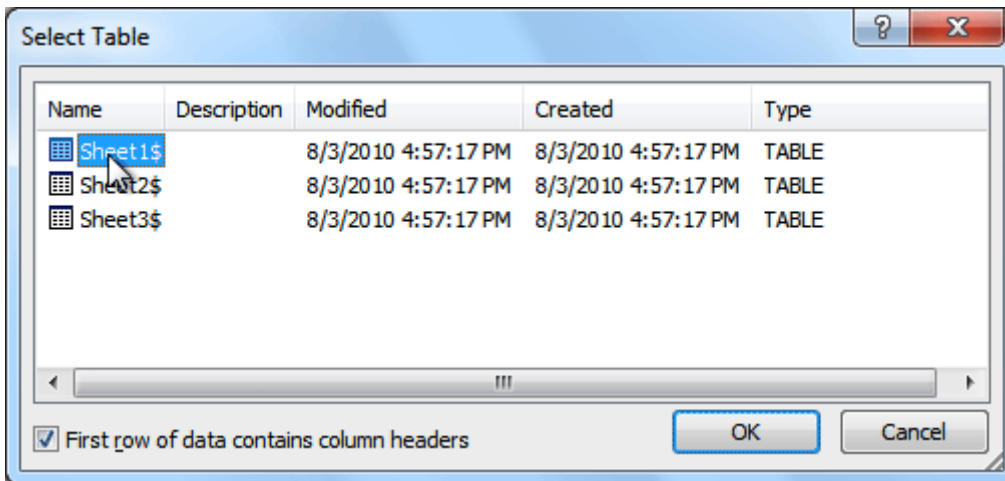 Select Table
Name Description Modified Created Type
Sheet1$ 8/3/2010 4:57:17 PM 8/3/2010 4:57:17 PM TABLE
Sheet2$ 8/3/2010 4:57:17 PM 8/3/2010 4:57:17 PM TABLE
Sheet3$ 8/3/2010 4:57:17 PM 8/3/2010 4:57:17 PM TABLE
First row of data contains column headers OK Cancel